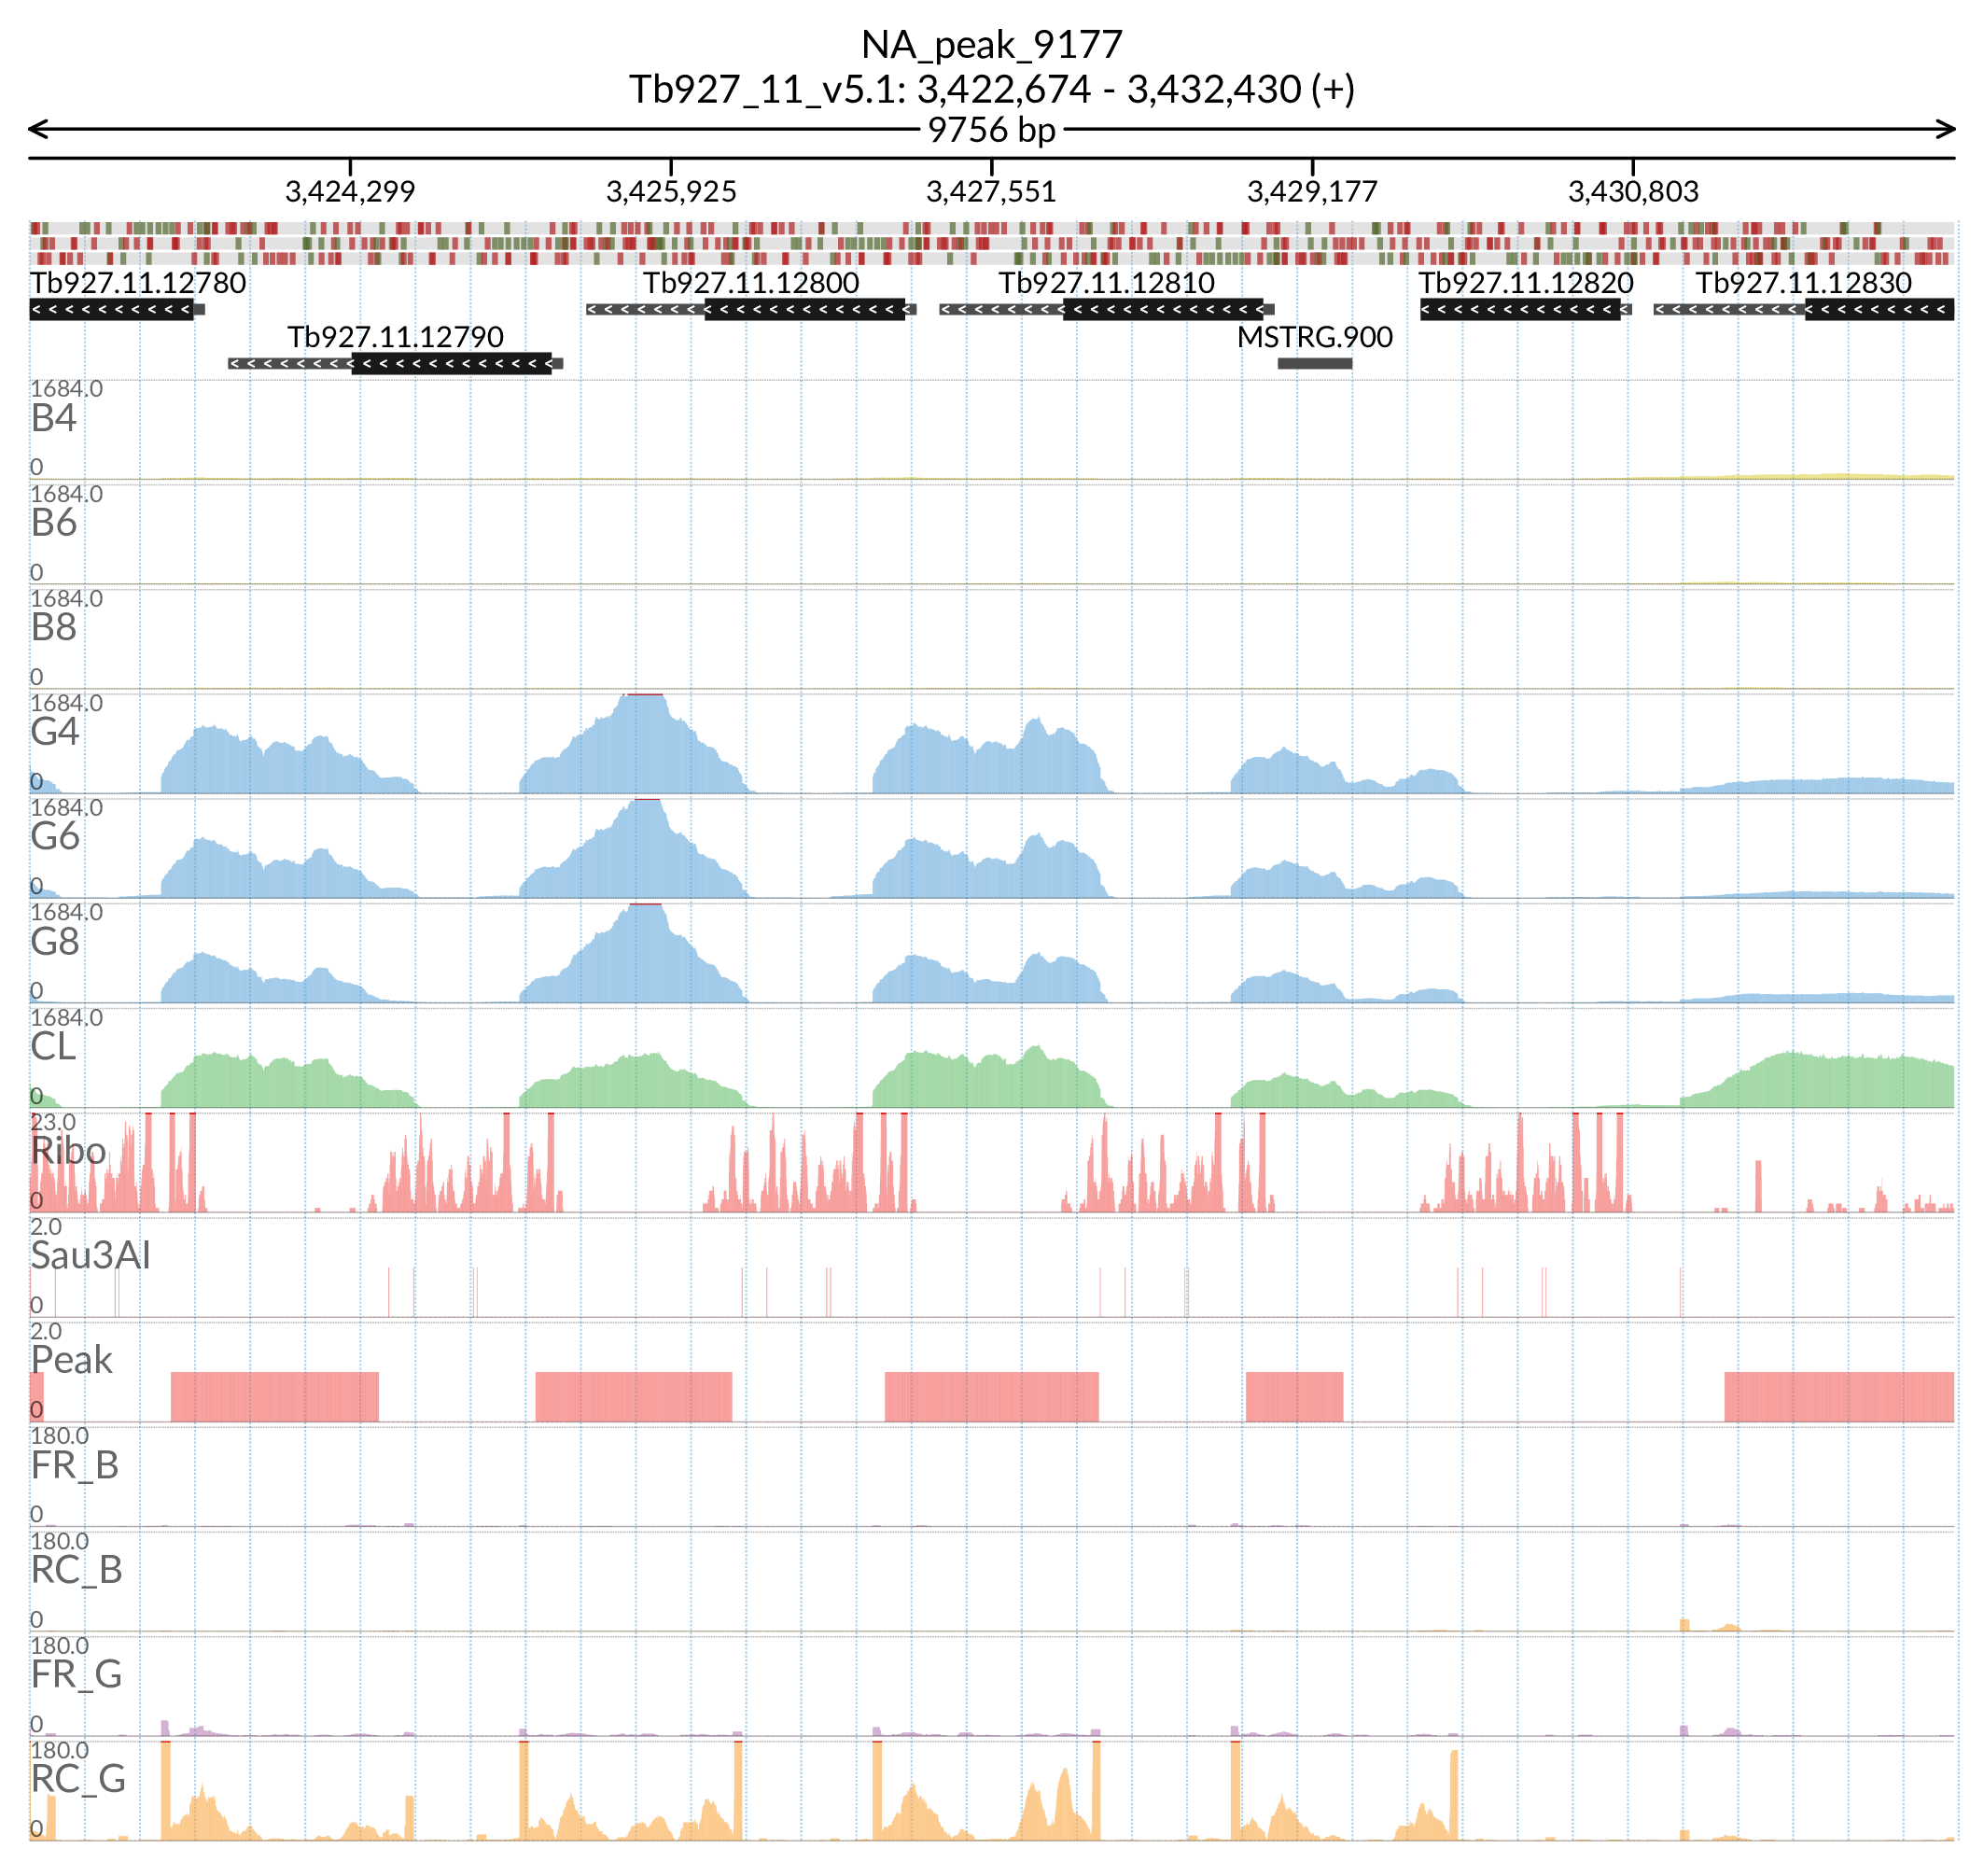 NA_peak_9177
Tb927_11_v5.1: 3,422,674 - 3,432,430 (+)
9756 bp
3,424,299 3,425,925 3,427,551 3,429,177 3,430,803
Tb927.11.12780 Tb927.11.12800 Tb927.11.12810 Tb927.11.12820 Tb927.11.12830
Tb927.11.12790 MSTRG.900
1684.0
B4
0
1684.0
B6
0
1684.0
B8
0
1684.0
G4
0
1684.0
G6
0
1684.0
G8
0
1684.0
CL
0
23.0
Ribo
0
2.0
Sau3AI
0
2.0
Peak
0
180.0
FR_B
0
180.0
RC_B
0
180.0
FR_G
0
180.0
RC_G
0